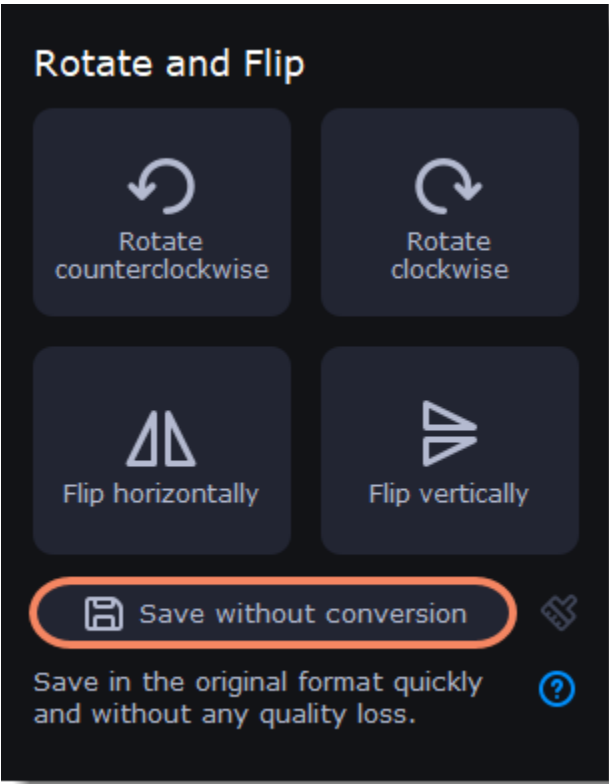 Rotate and Flip
Rotate
counterclockwise
Rotate
clockwise
Flip horizontally
Flip vertically
Save without conversion
Save in the original format quickly
and without any quality loss.
?